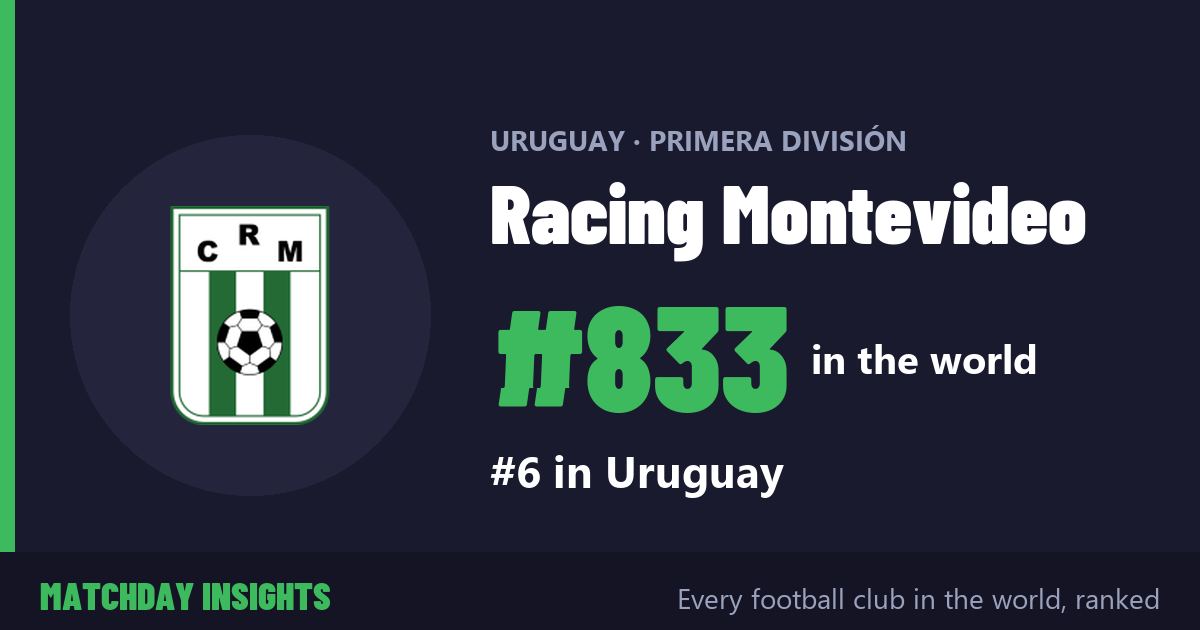 URUGUAY · PRIMERA DIVISIÓN
Racing Montevideo
C R M
#833 in the world
#6 in Uruguay
MATCHDAY INSIGHTS
Every football club in the world, ranked